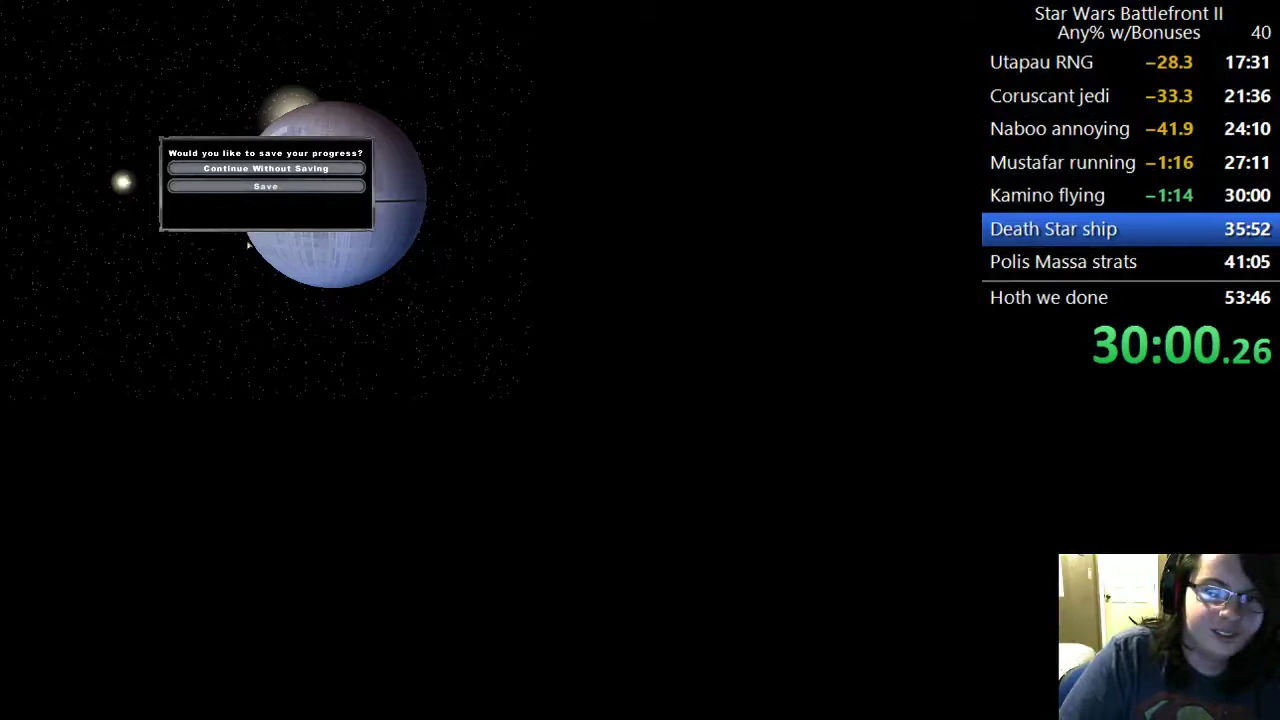 Would you like to save your progress?
Continue Without Saving
Save
Star Wars Battlefront II
Any% w/Bonuses 40
Utapau RNG −28.3 17:31
Coruscant jedi −33.3 21:36
Naboo annoying −41.9 24:10
Mustafar running −1:16 27:11
Kamino flying −1:14 30:00
Death Star ship 35:52
Polis Massa strats 41:05
Hoth we done 53:46
30:00.26